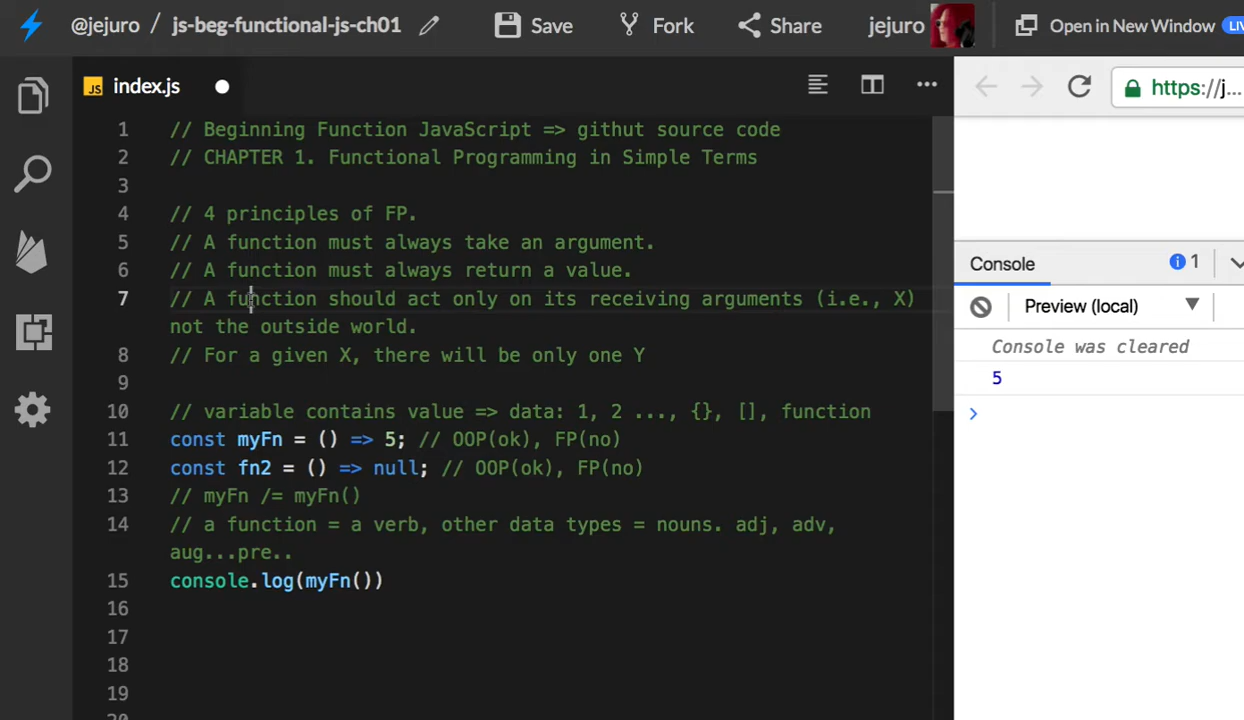 @jejuro / js-beg-functional-js-ch01 Save Fork Share jejuro Open in New Window
JS index.js https://j...
1 // Beginning Function JavaScript => githut source code
2 // CHAPTER 1. Functional Programming in Simple Terms
3
4 // 4 principles of FP.
5 // A function must always take an argument.
6 // A function must always return a value.
7 // A function should act only on its receiving arguments (i.e., X)
not the outside world.
8 // For a given X, there will be only one Y
9
10 // variable contains value => data: 1, 2 ..., {}, [], function
11 const myFn = () => 5; // OOP(ok), FP(no)
12 const fn2 = () => null; // OOP(ok), FP(no)
13 // myFn /= myFn()
14 // a function = a verb, other data types = nouns. adj, adv,
aug...pre..
15 console.log(myFn())
16
17
18
19
Console 1
Preview (local)
Console was cleared
5